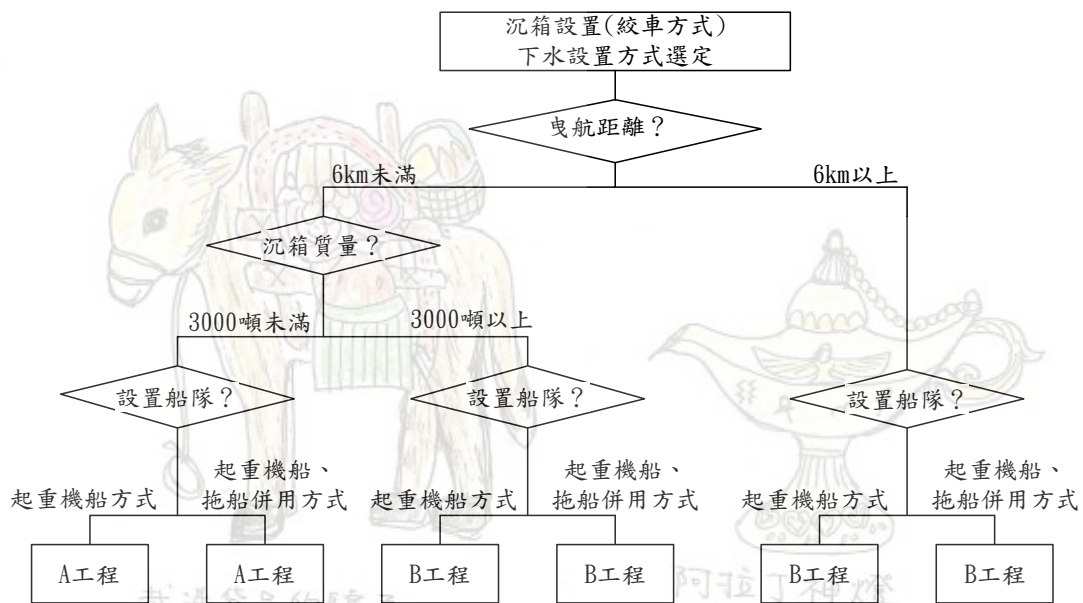 沉箱設置(絞車方式)
下水設置方式選定
曳航距離？
6km未滿
6km以上
沉箱質量？
3000噸未滿
3000噸以上
設置船隊？
設置船隊？
設置船隊？
起重機船方式
起重機船、
拖船併用方式
起重機船方式
起重機船、
拖船併用方式
起重機船方式
起重機船、
拖船併用方式
A工程
A工程
B工程
B工程
B工程
B工程
阿拉丁神燈